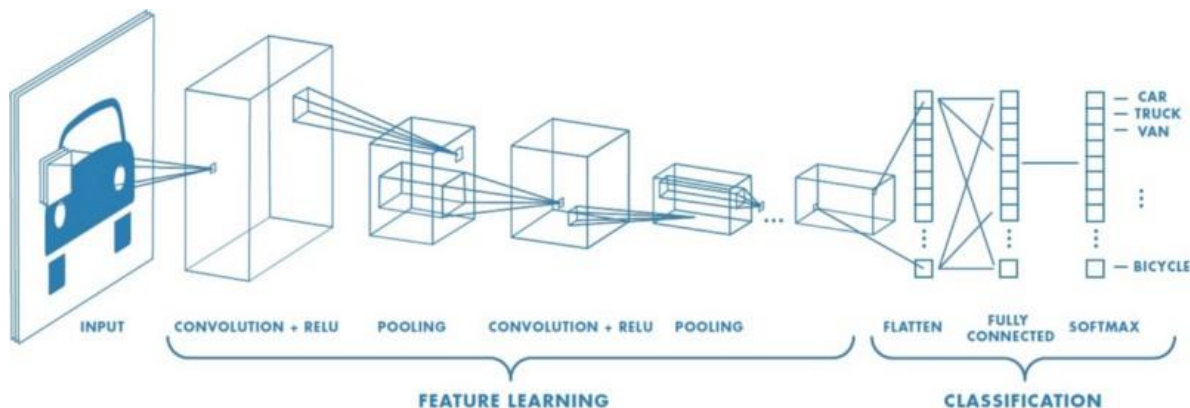 CAR
TRUCK
VAN
BICYCLE
INPUT
CONVOLUTION + RELU
POOLING
CONVOLUTION + RELU
POOLING
FLATTEN
FULLY
CONNECTED
SOFTMAX
FEATURE LEARNING
CLASSIFICATION